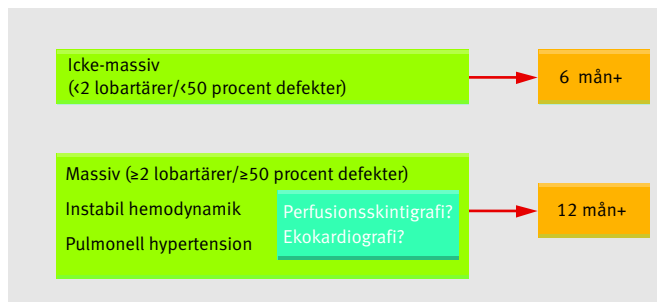 Icke-massiv
(<2 lobartärer/<50 procent defekter)
6 mån+
Massiv (≥2 lobartärer/≥50 procent defekter)
Instabil hemodynamik
Pulmonell hypertension
Perfusionsskintigrafi?
Ekokardiografi?
12 mån+